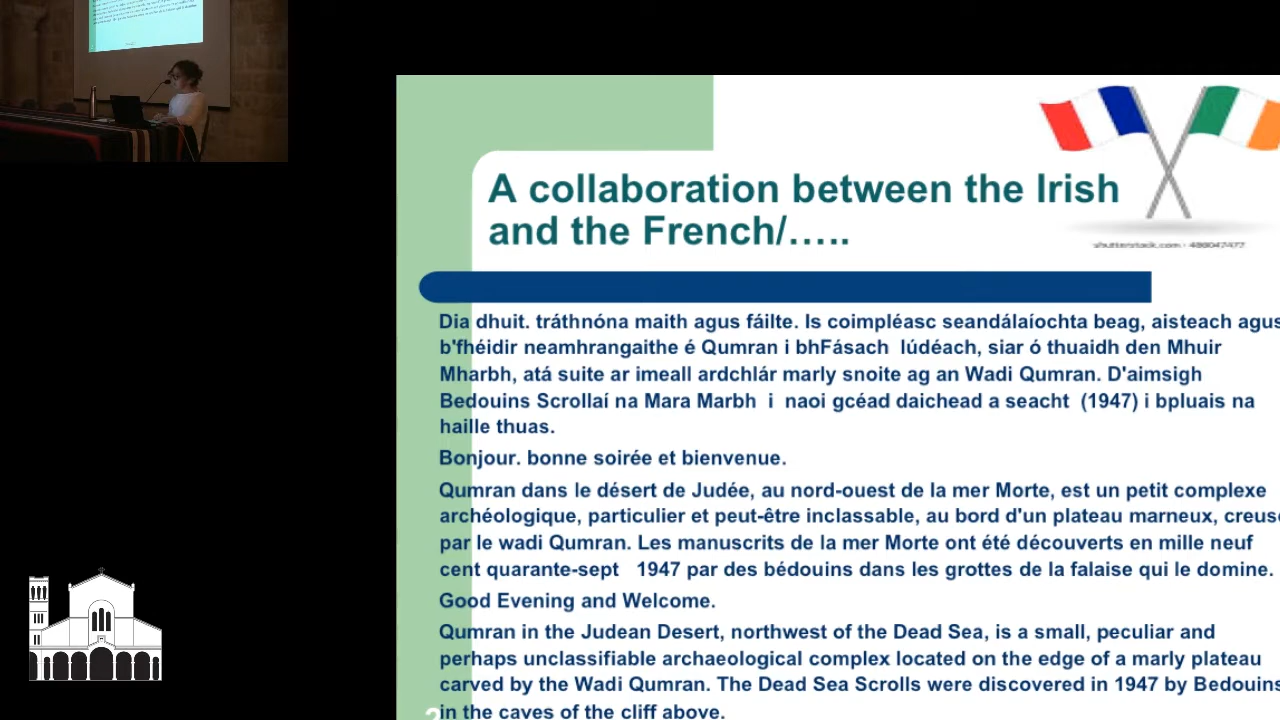 A collaboration between the Irish
and the French/…..
shutterstock.com · 486047477
Dia dhuit. tráthnóna maith agus fáilte. Is coimpléasc seandálaíochta beag, aisteach agus
b'fhéidir neamhrangaithe é Qumran i bhFásach lúdéach, siar ó thuaidh den Mhuir
Mharbh, atá suite ar imeall ardchlár marly snoite ag an Wadi Qumran. D'aimsigh
Bedouins Scrollaí na Mara Marbh i naoi gcéad daichead a seacht (1947) i bpluais na
haille thuas.
Bonjour. bonne soirée et bienvenue.
Qumran dans le désert de Judée, au nord-ouest de la mer Morte, est un petit complexe
archéologique, particulier et peut-être inclassable, au bord d'un plateau marneux, creus
par le wadi Qumran. Les manuscrits de la mer Morte ont été découverts en mille neuf
cent quarante-sept 1947 par des bédouins dans les grottes de la falaise qui le domine.
Good Evening and Welcome.
Qumran in the Judean Desert, northwest of the Dead Sea, is a small, peculiar and
perhaps unclassifiable archaeological complex located on the edge of a marly plateau
carved by the Wadi Qumran. The Dead Sea Scrolls were discovered in 1947 by Bedouins
2
in the caves of the cliff above.